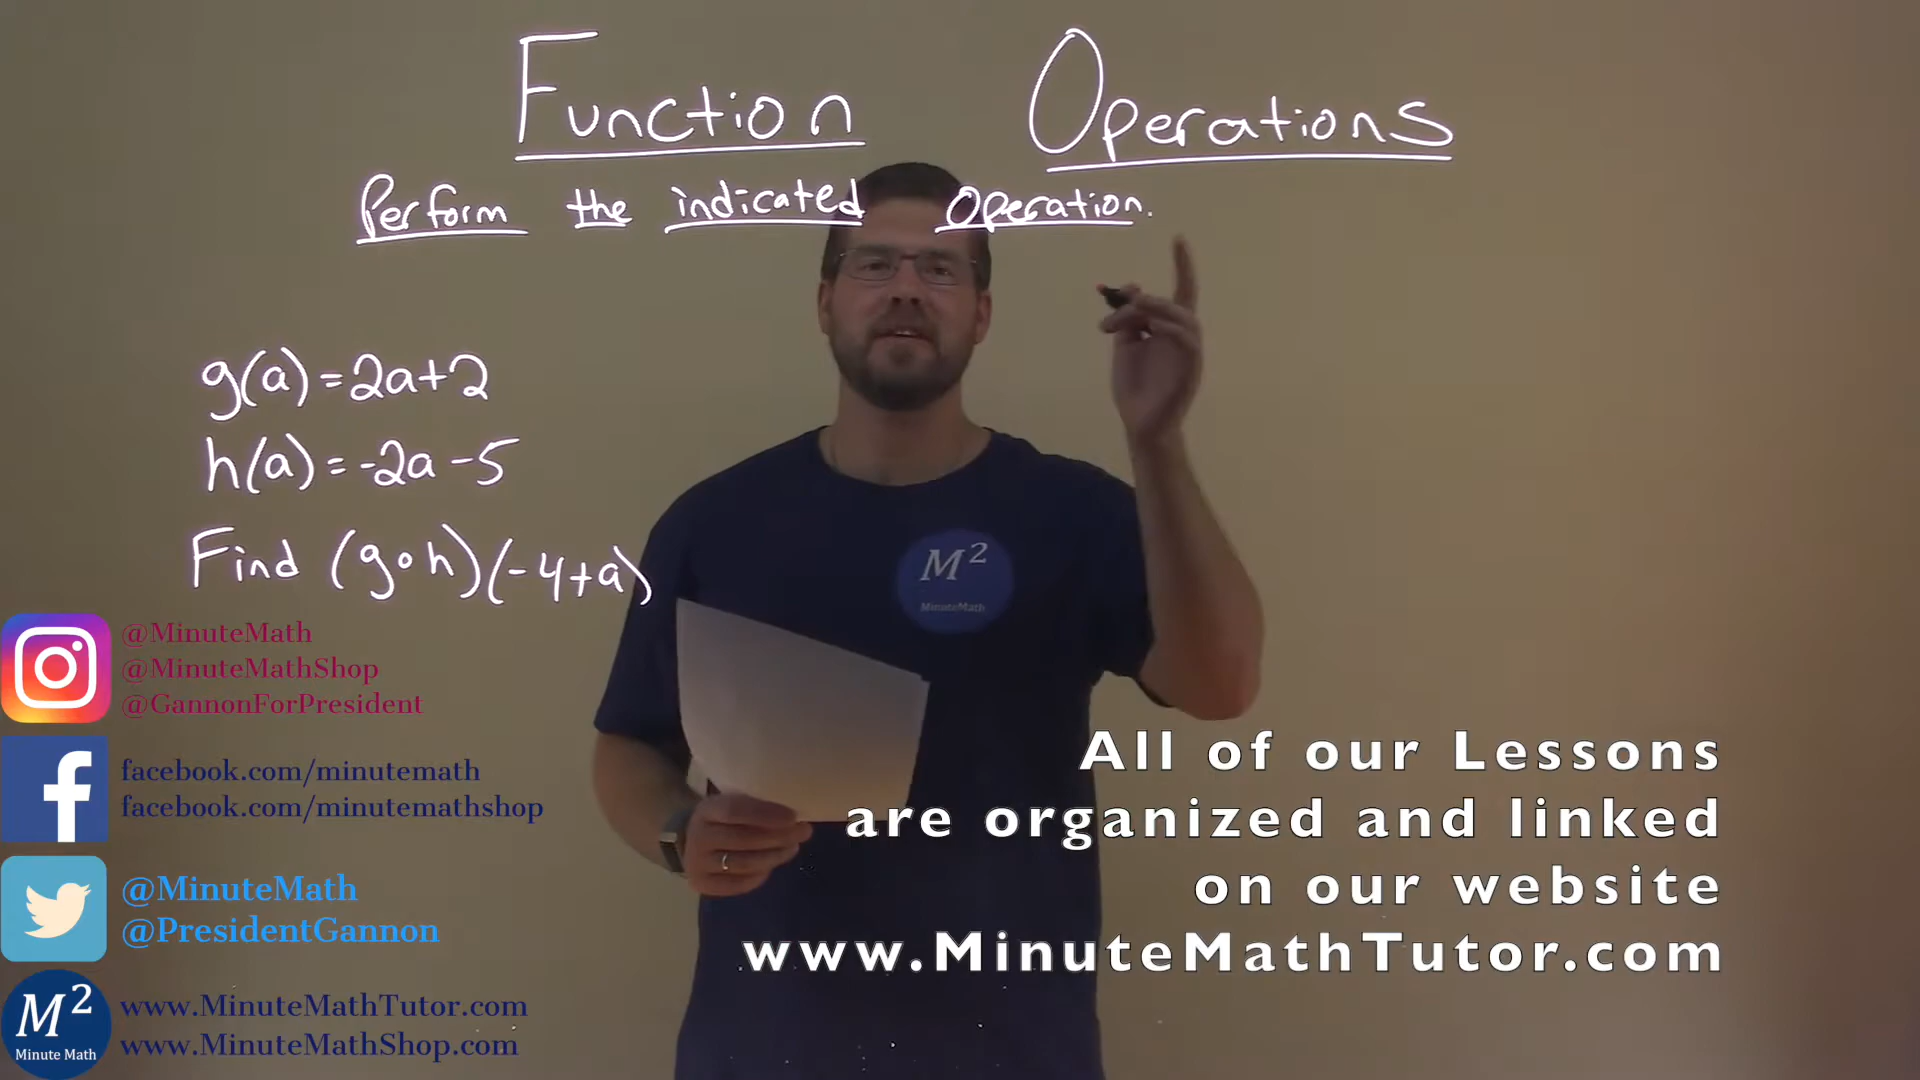 Function Operations
Perform the indicated Operation.
g(a)=2a+2
h(a)=-2a-5
Find (g∘h)(-4+a)
M²
MinuteMath
@MinuteMath
@MinuteMathShop
@GannonForPresident
facebook.com/minutemath
facebook.com/minutemathshop
@MinuteMath
@PresidentGannon
M²
Minute Math
www.MinuteMathTutor.com
www.MinuteMathShop.com
All of our Lessons
are organized and linked
on our website
www.MinuteMathTutor.com